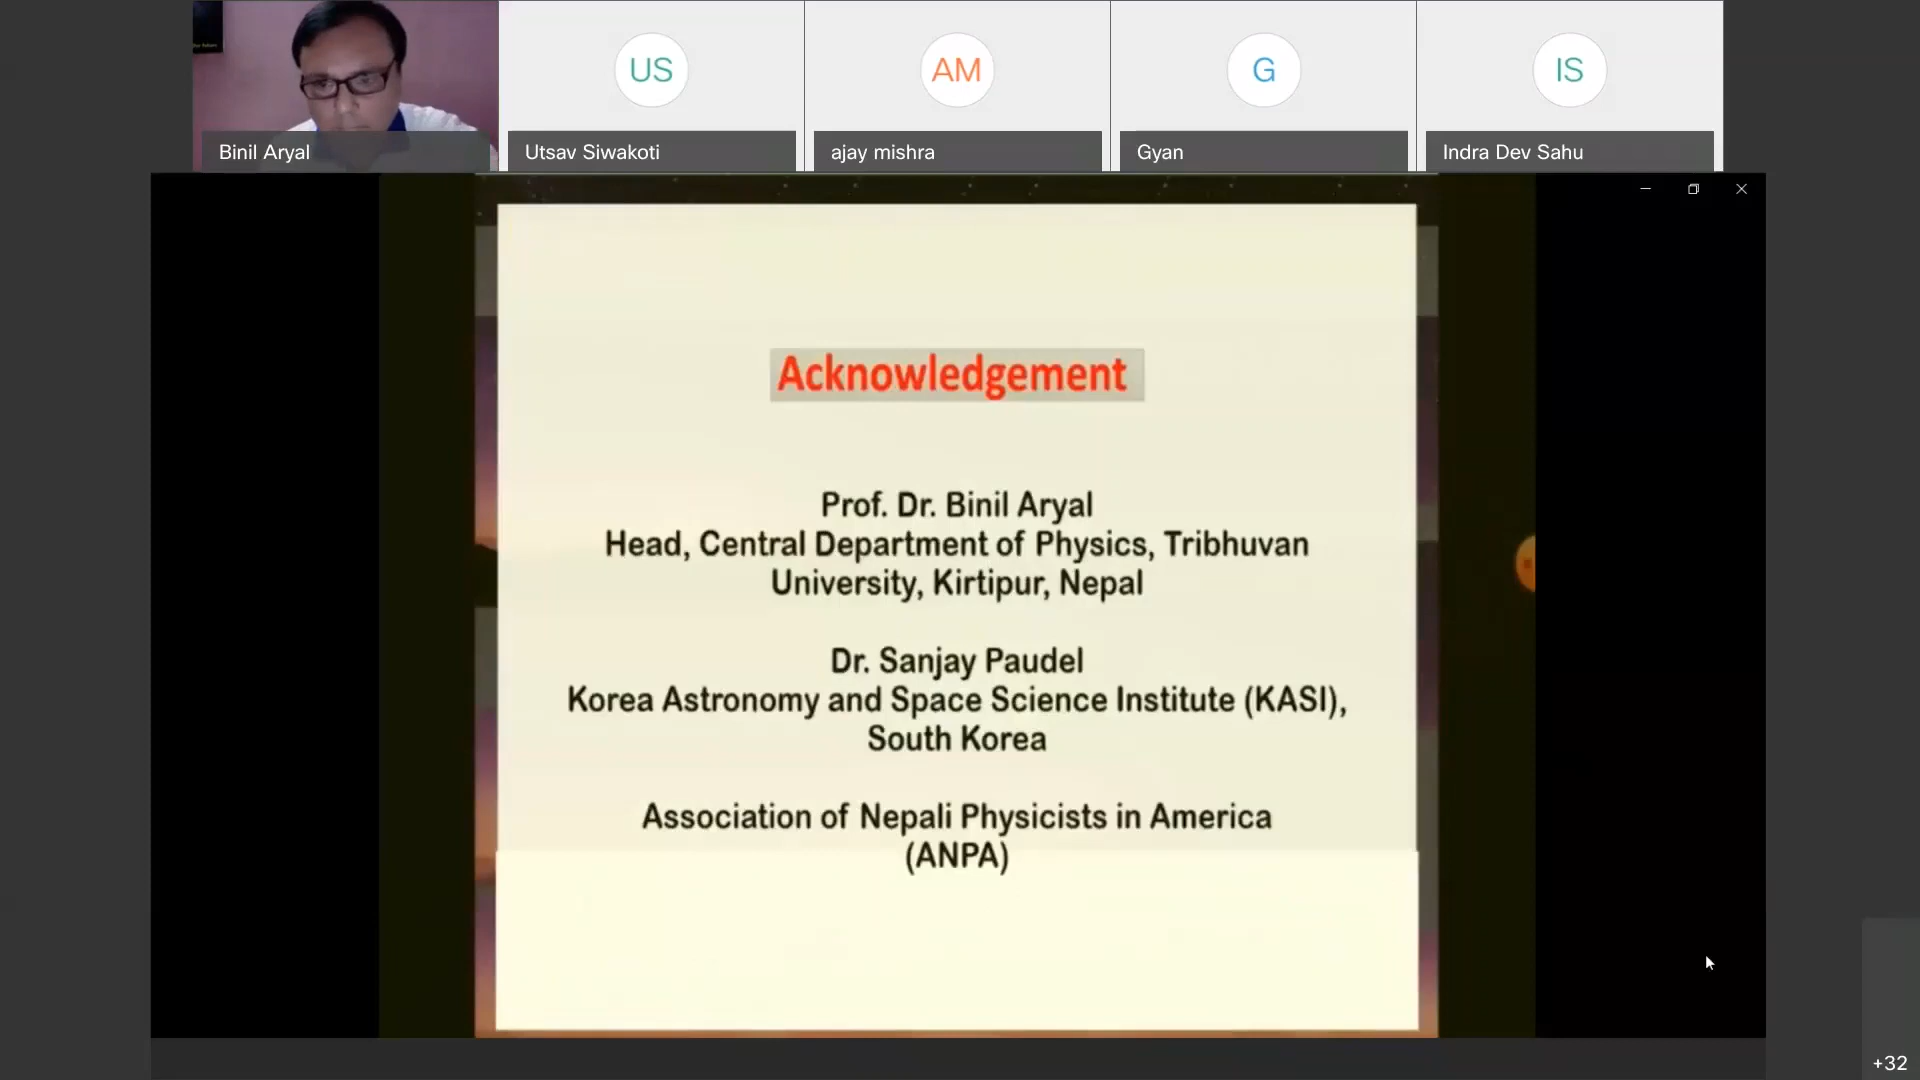 US
AM
G
IS
Binil Aryal
Utsav Siwakoti
ajay mishra
Gyan
Indra Dev Sahu
Acknowledgement
Prof. Dr. Binil Aryal
Head, Central Department of Physics, Tribhuvan
University, Kirtipur, Nepal
Dr. Sanjay Paudel
Korea Astronomy and Space Science Institute (KASI),
South Korea
Association of Nepali Physicists in America
(ANPA)
+32